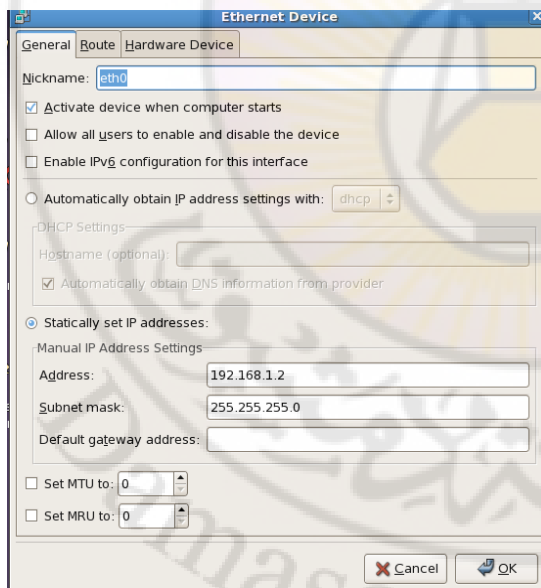 Ethernet Device
General Route Hardware Device
Nickname: eth0
Activate device when computer starts
Allow all users to enable and disable the device
Enable IPv6 configuration for this interface
Automatically obtain IP address settings with: dhcp
DHCP Settings
Hostname (optional):
Automatically obtain DNS information from provider
Statically set IP addresses:
Manual IP Address Settings
Address: 192.168.1.2
Subnet mask: 255.255.255.0
Default gateway address:
Set MTU to: 0
Set MRU to: 0
Cancel OK